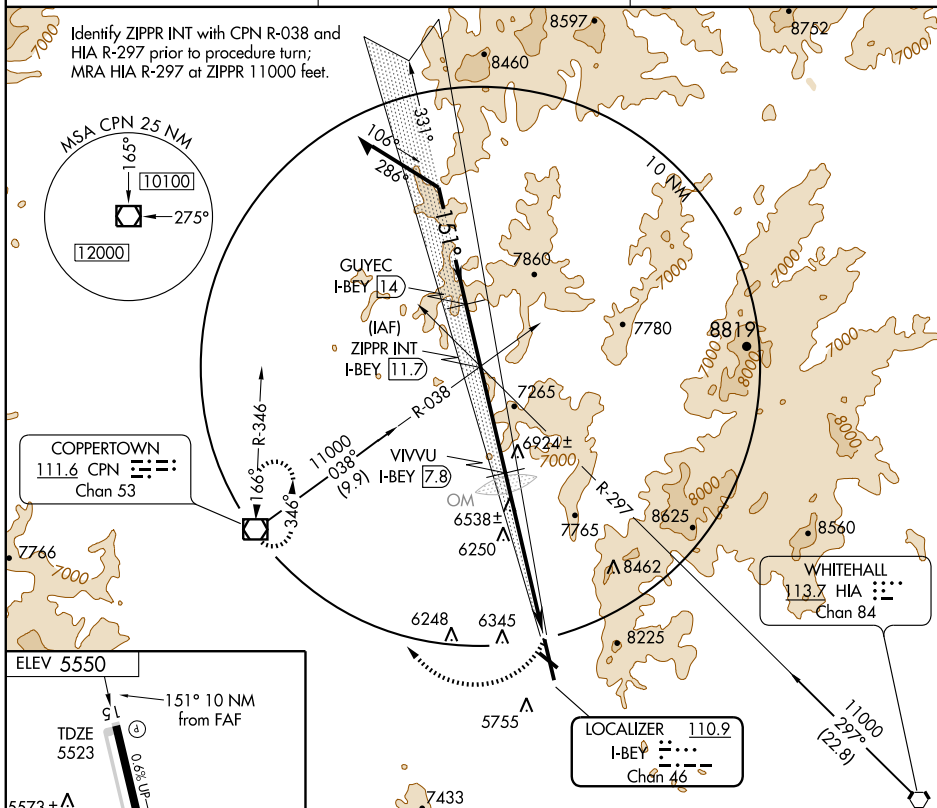 Identify ZIPPR INT with CPN R-038 and
HIA R-297 prior to procedure turn;
MRA HIA R-297 at ZIPPR 11000 feet.
7000
8597
8460
8752
7000
MSA CPN 25 NM
165°
10100
275°
12000
331°
106°
286°
10 NM
151°
GUYEC
I-BEY 14
7860
7000
(IAF)
ZIPPR INT
I-BEY 11.7
7780
8819
7000
7000
8000
R-346
R-038
7265
COPPERTOWN
111.6 CPN
Chan 53
11000
038°
(9.9)
6924±
7000
VIVVU
I-BEY 7.8
8000
R-297
166°
346°
OM
8000
6538±
7765
8625
8560
6250
7766
7000
8462
WHITEHALL
113.7 HIA
Chan 84
6248
6345
8225
ELEV 5550
151° 10 NM
from FAF
15
P
TDZE
5523
0.6% UP
5755
LOCALIZER 110.9
I-BEY
Chan 46
11000
297°
(22.8)
5573±
7433